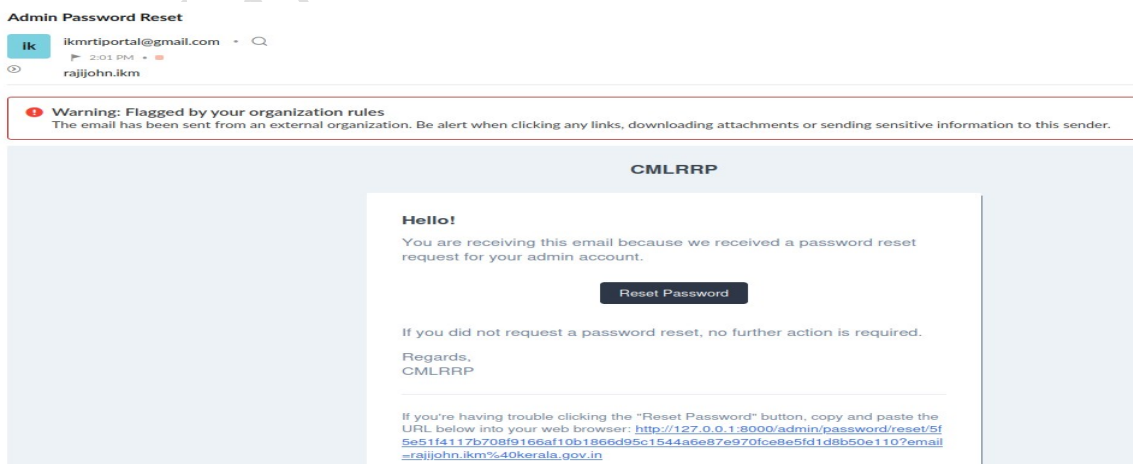 Admin Password Reset
ik
ikmrtiportal@gmail.com
2:01 PM
rajijohn.ikm
Warning: Flagged by your organization rules
The email has been sent from an external organization. Be alert when clicking any links, downloading attachments or sending sensitive information to this sender.
CMLRRP
Hello!
You are receiving this email because we received a password reset
request for your admin account.
Reset Password
If you did not request a password reset, no further action is required.
Regards,
CMLRRP
If you're having trouble clicking the "Reset Password" button, copy and paste the
URL below into your web browser: http://127.0.0.1:8000/admin/password/reset/5f
5e51f4117b708f9166af10b1866d95c1544a6e87e970fce8e5fd1d8b50e110?email
=rajijohn.ikm%40kerala.gov.in